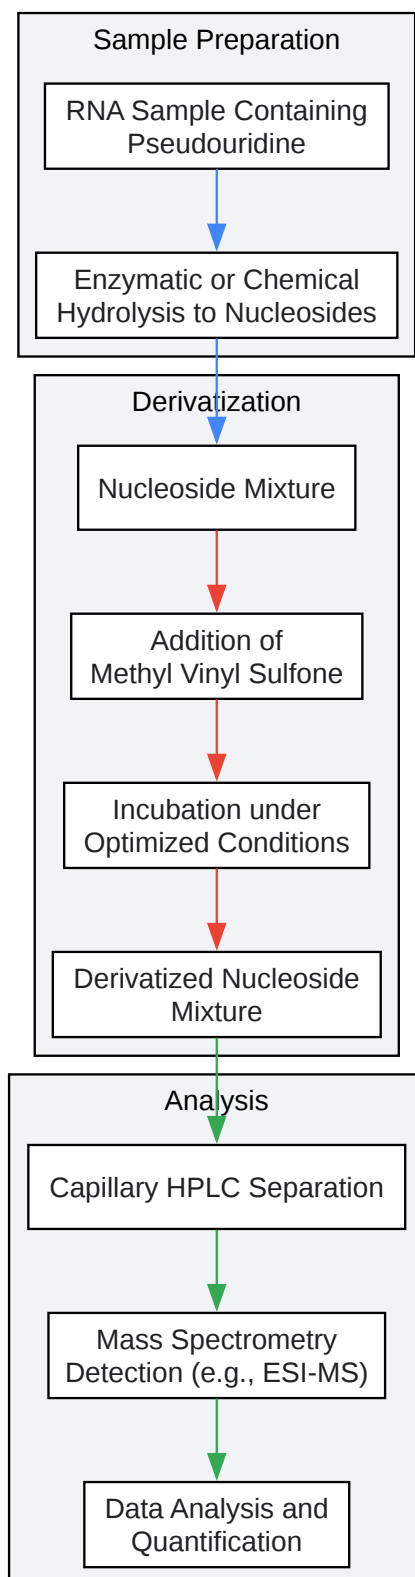 Sample Preparation
RNA Sample Containing
Pseudouridine
Enzymatic or Chemical
Hydrolysis to Nucleosides
Derivatization
Nucleoside Mixture
Addition of
Methyl Vinyl Sulfone
Incubation under
Optimized Conditions
Derivatized Nucleoside
Mixture
Analysis
Capillary HPLC Separation
Mass Spectrometry
Detection (e.g., ESI-MS)
Data Analysis and
Quantification